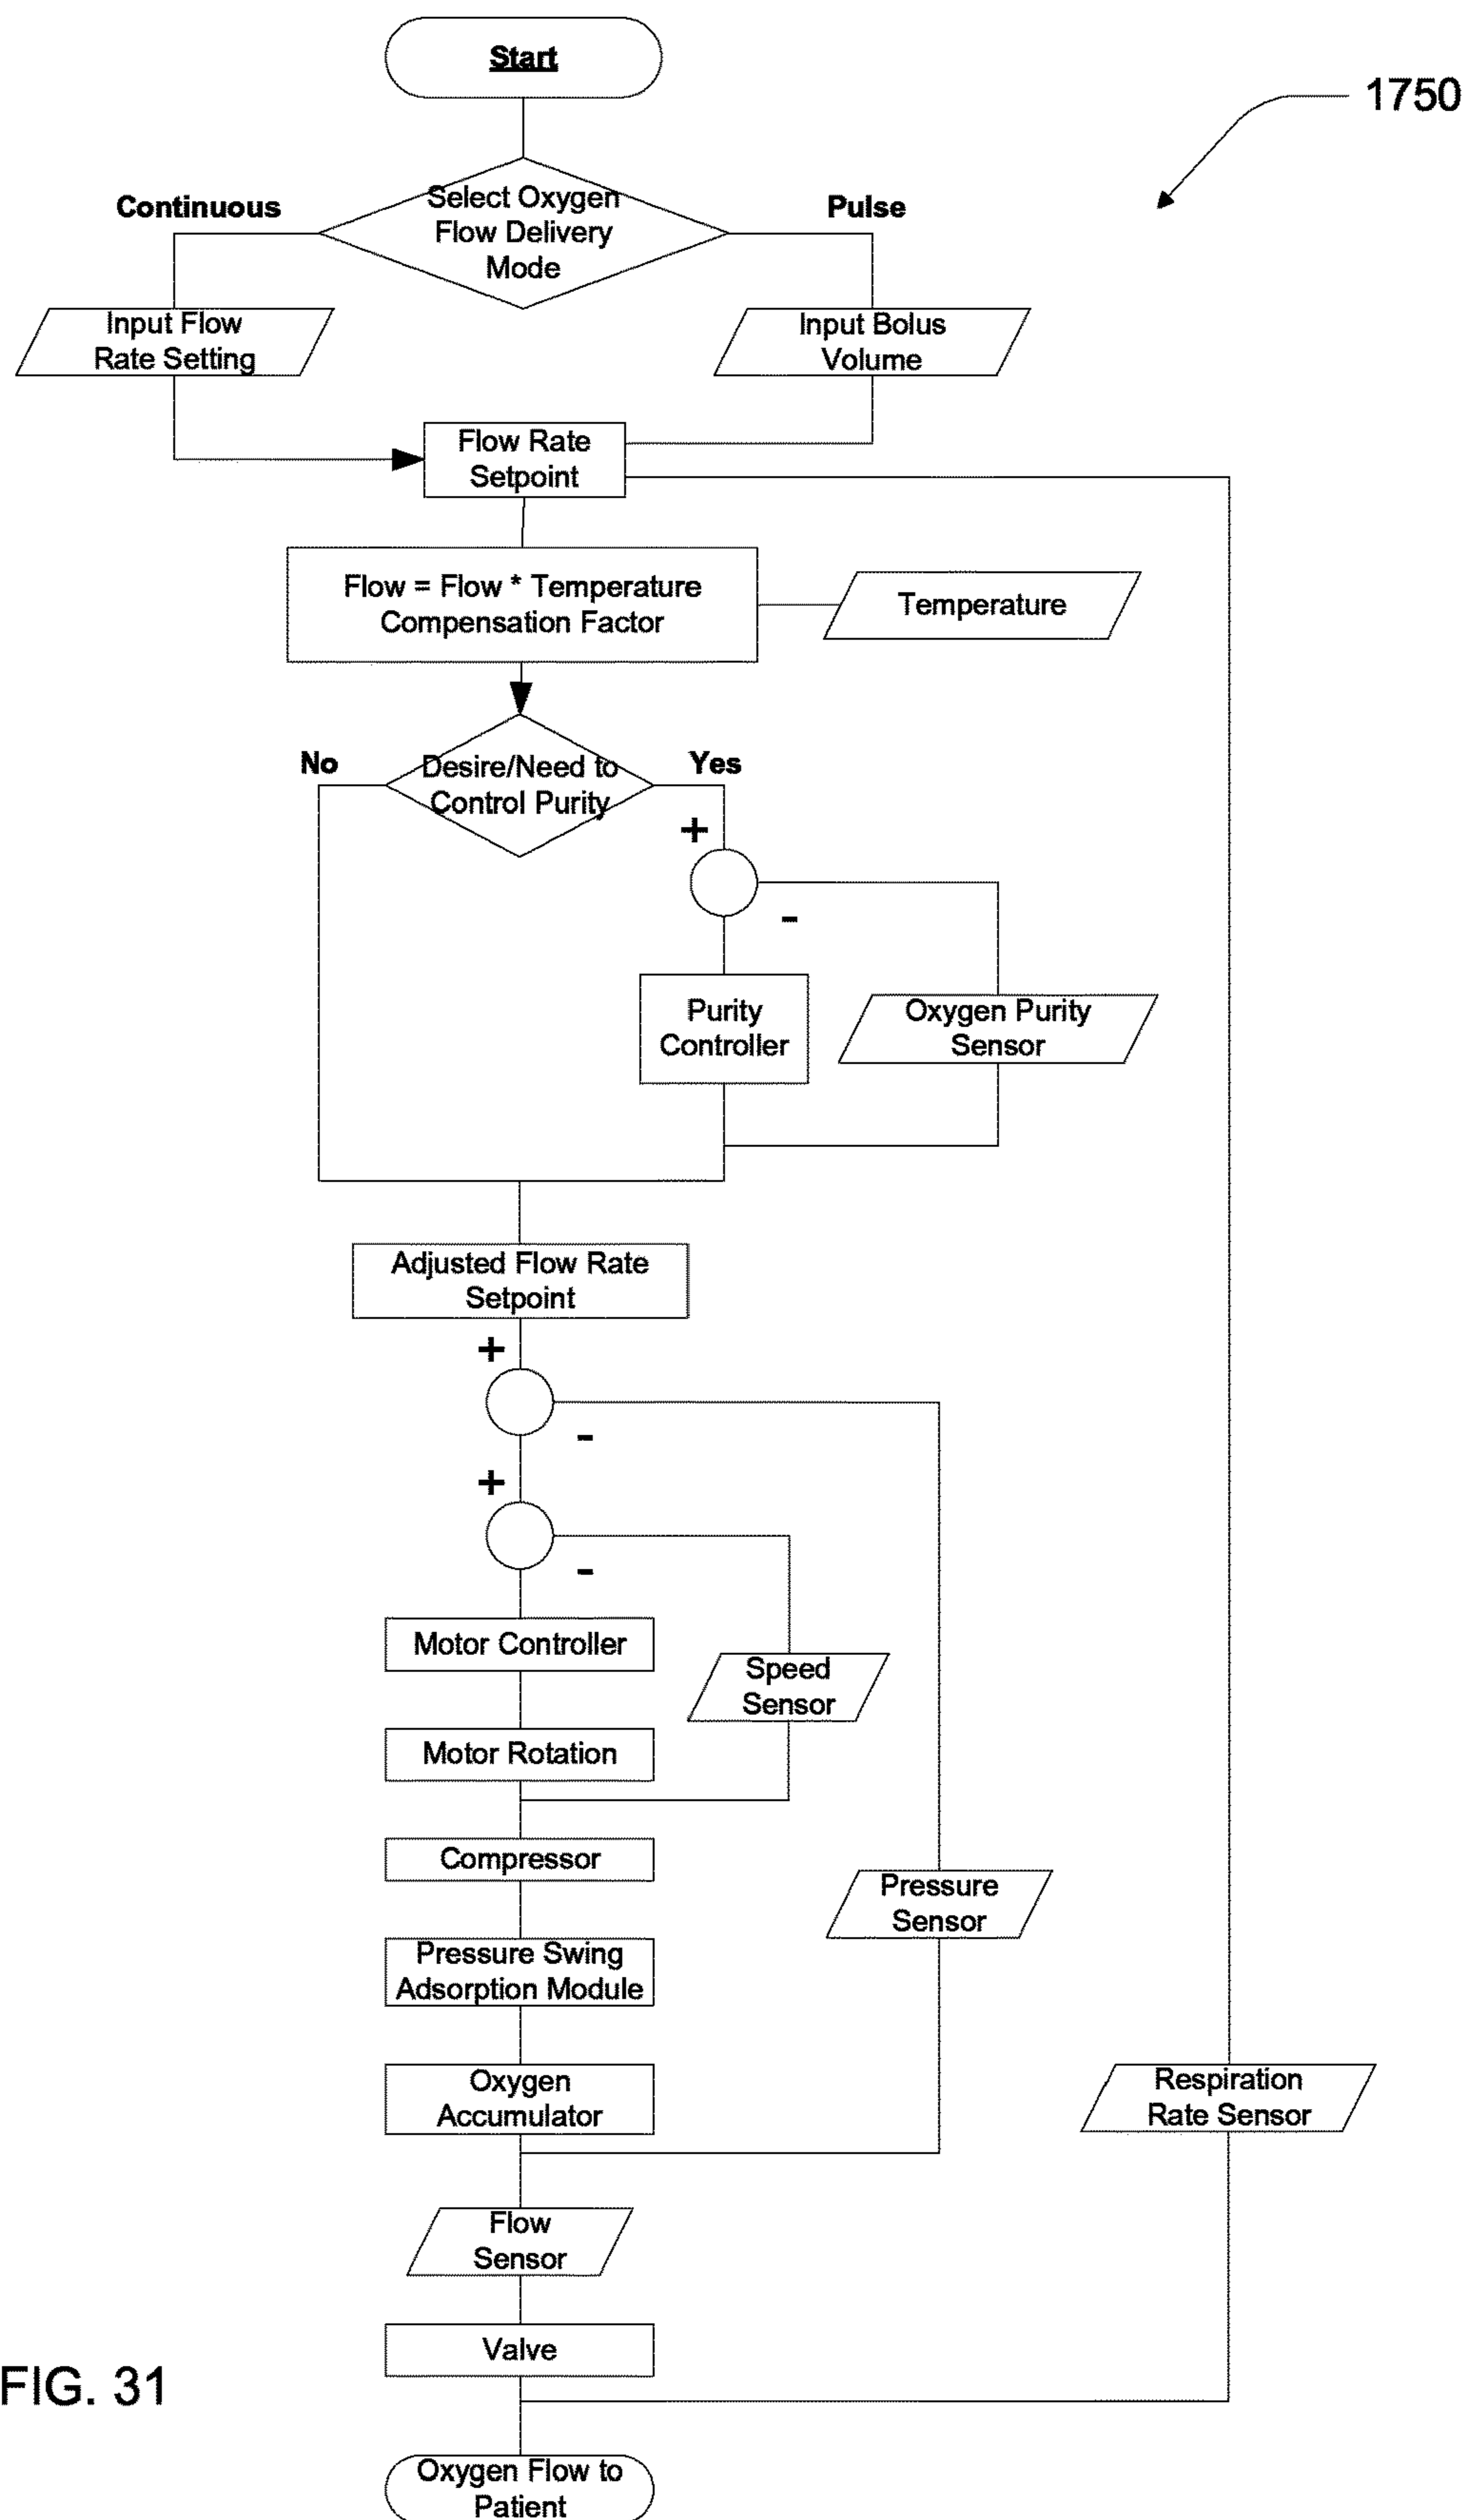 Start
1750
Continuous
Select Oxygen
Flow Delivery
Mode
Pulse
Input Flow
Rate Setting
Input Bolus
Volume
Flow Rate
Setpoint
Flow = Flow * Temperature
Compensation Factor
Temperature
No
Desire/Need to
Control Purity
Yes
+
-
Purity
Controller
Oxygen Purity
Sensor
Adjusted Flow Rate
Setpoint
+
-
+
-
Motor Controller
Speed
Sensor
Motor Rotation
Compressor
Pressure
Sensor
Pressure Swing
Adsorption Module
Oxygen
Accumulator
Respiration
Rate Sensor
Flow
Sensor
Valve
FIG. 31
Oxygen Flow to
Patient